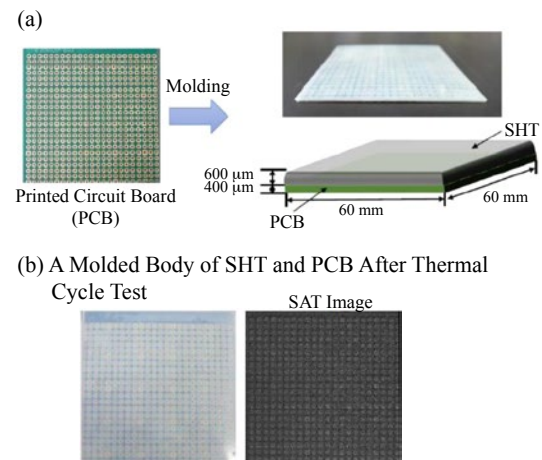 (a)
Molding
Printed Circuit Board
(PCB)
SHT
600 μm
400 μm
PCB
60 mm
60 mm
(b) A Molded Body of SHT and PCB After Thermal
Cycle Test
SAT Image